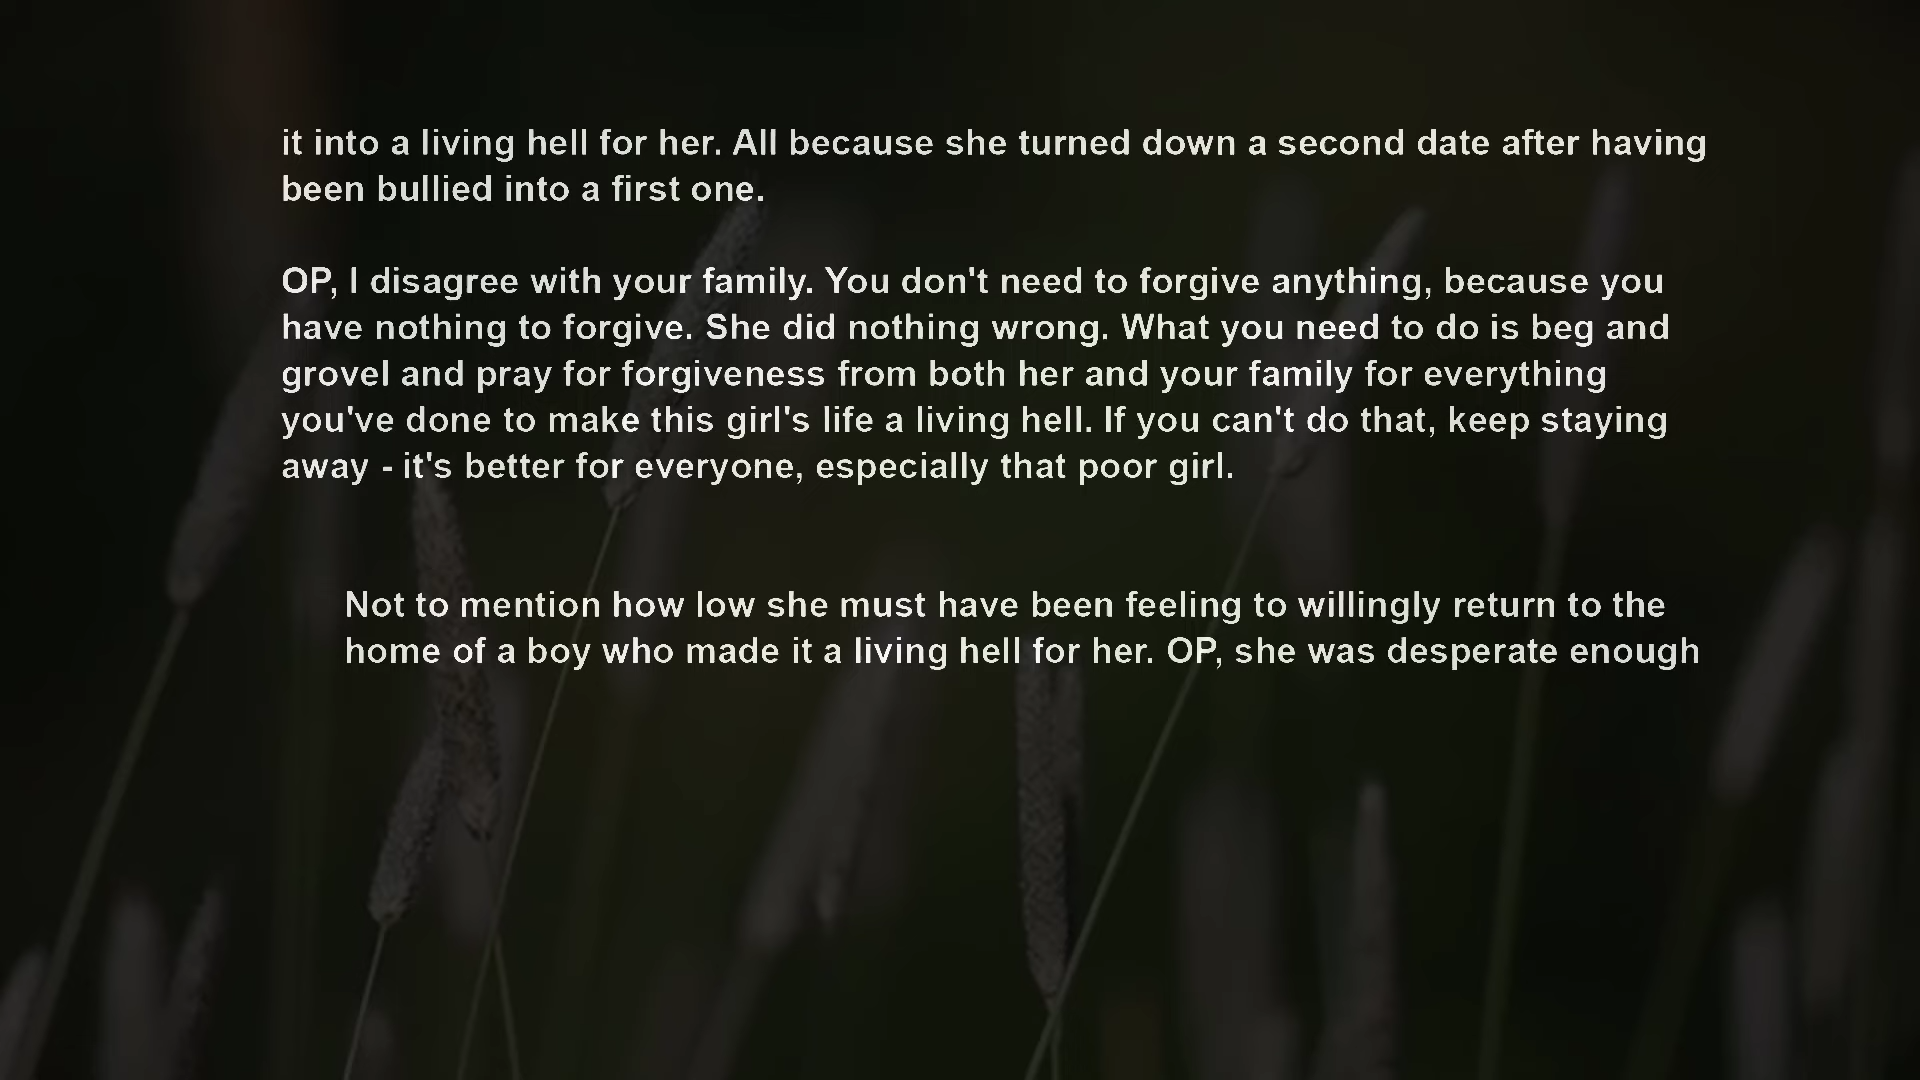 it into a living hell for her. All because she turned down a second date after having
been bullied into a first one.
OP, I disagree with your family. You don't need to forgive anything, because you
have nothing to forgive. She did nothing wrong. What you need to do is beg and
grovel and pray for forgiveness from both her and your family for everything
you've done to make this girl's life a living hell. If you can't do that, keep staying
away - it's better for everyone, especially that poor girl.
Not to mention how low she must have been feeling to willingly return to the
home of a boy who made it a living hell for her. OP, she was desperate enough